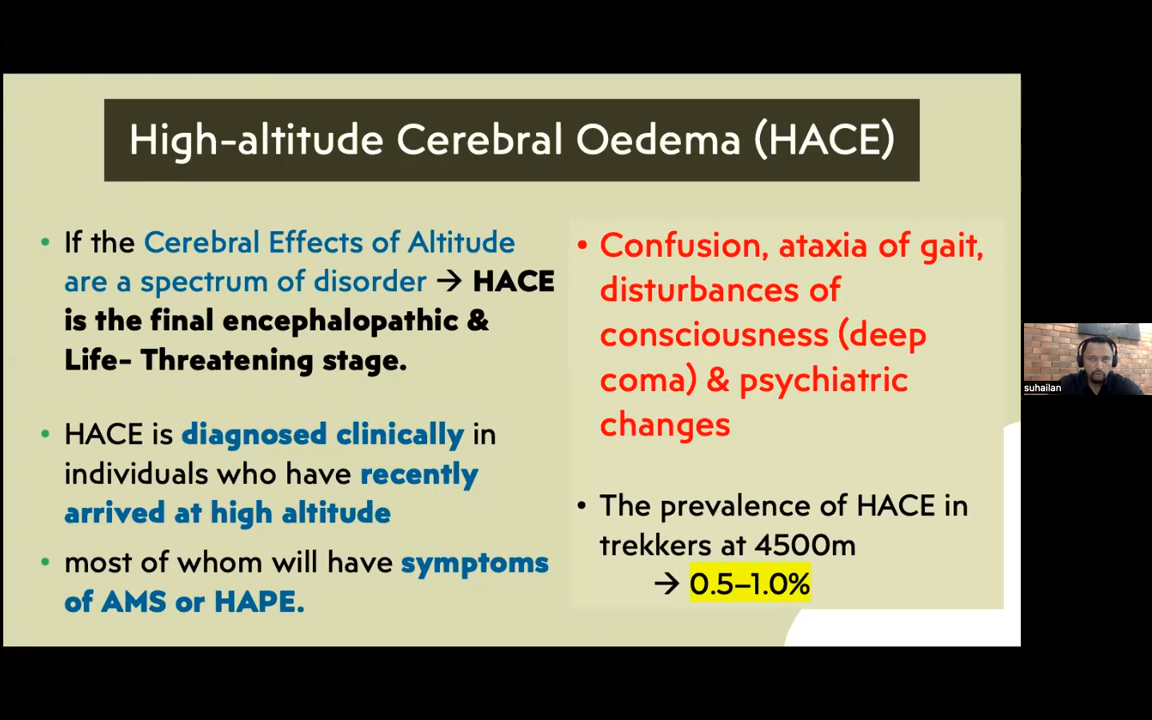 High-altitude Cerebral Oedema (HACE)
• If the Cerebral Effects of Altitude
are a spectrum of disorder → HACE
is the final encephalopathic &
Life- Threatening stage.
• HACE is diagnosed clinically in
individuals who have recently
arrived at high altitude
• most of whom will have symptoms
of AMS or HAPE.
• Confusion, ataxia of gait,
disturbances of
consciousness (deep
coma) & psychiatric
changes
• The prevalence of HACE in
trekkers at 4500m
→ 0.5–1.0%
suhailan